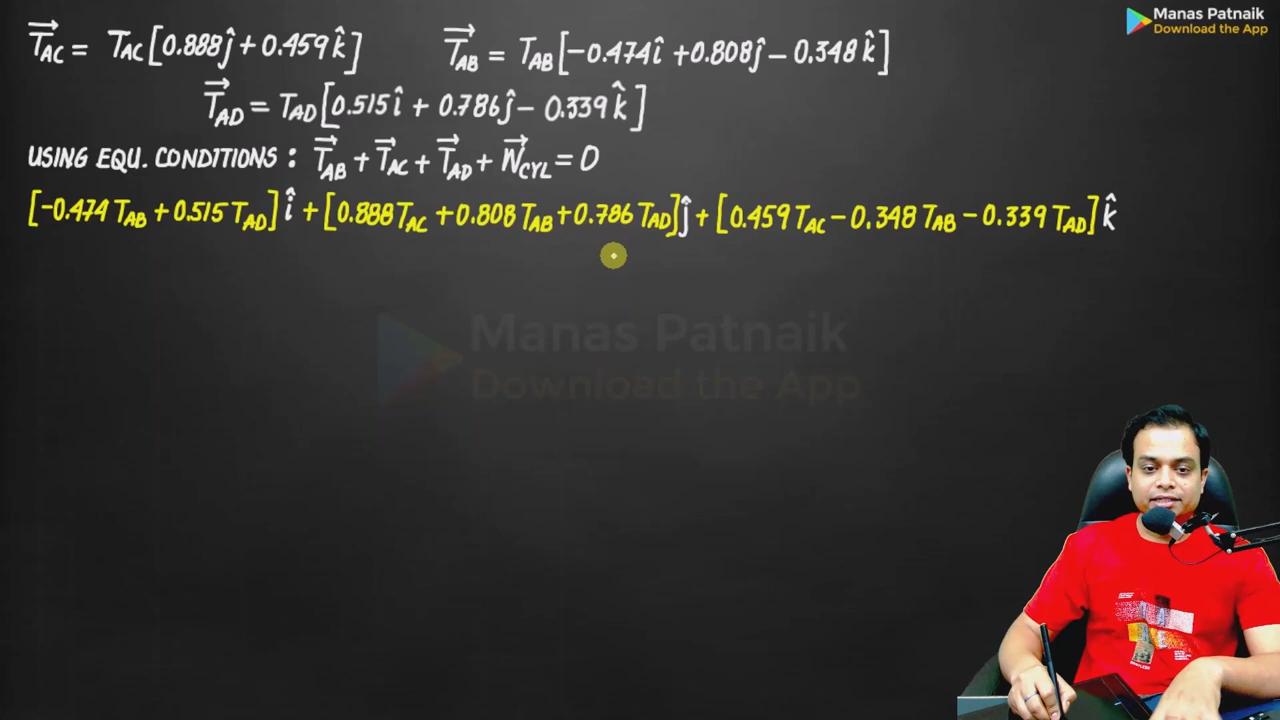 Manas Patnaik
Download the App
T⃗AC = TAC [0.888ĵ + 0.459k̂]    T⃗AB = TAB [-0.474î + 0.808ĵ - 0.348k̂]
T⃗AD = TAD [0.515î + 0.786ĵ - 0.339k̂]
USING EQU. CONDITIONS : T⃗AB + T⃗AC + T⃗AD + W⃗CYL = 0
[-0.474 TAB + 0.515 TAD] î + [0.888 TAC + 0.808 TAB + 0.786 TAD] ĵ + [0.459 TAC - 0.348 TAB - 0.339 TAD] k̂
Manas Patnaik
Download the App